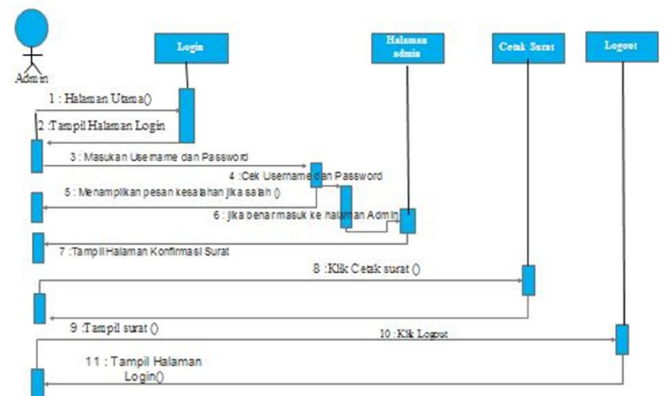 Login
Halaman
admin
Cetak Surat
Logout
Admin
1 : Halaman Utama()
2 :Tampil Halaman Login
3 : Masukan Username dan Password
4 :Cek Username dan Password
5 : Menampilkan pesan kesalahan jika salah ()
6 : jika benar masuk ke halaman Admin
7 :Tampil Halaman Konfirmasi Surat
8 :Klik Cetak surat ()
9 :Tampil surat ()
10 :Klik Logout
11 : Tampil Halaman
Login()